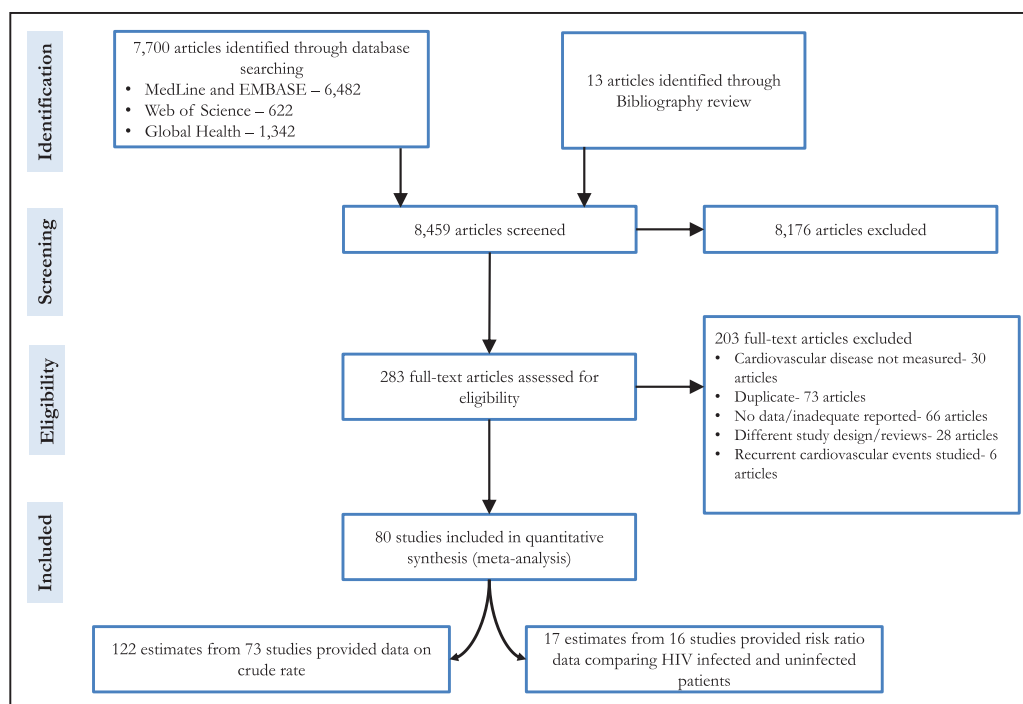 Identification
7,700 articles identified through database
searching
• MedLine and EMBASE – 6,482
• Web of Science – 622
• Global Health – 1,342
13 articles identified through
Bibliography review
Screening
8,459 articles screened
8,176 articles excluded
Eligibility
283 full-text articles assessed for
eligibility
203 full-text articles excluded
• Cardiovascular disease not measured- 30
articles
• Duplicate- 73 articles
• No data/inadequate reported- 66 articles
• Different study design/reviews- 28 articles
• Recurrent cardiovascular events studied- 6
articles
Included
80 studies included in quantitative
synthesis (meta-analysis)
122 estimates from 73 studies provided data on
crude rate
17 estimates from 16 studies provided risk ratio
data comparing HIV infected and uninfected
patients